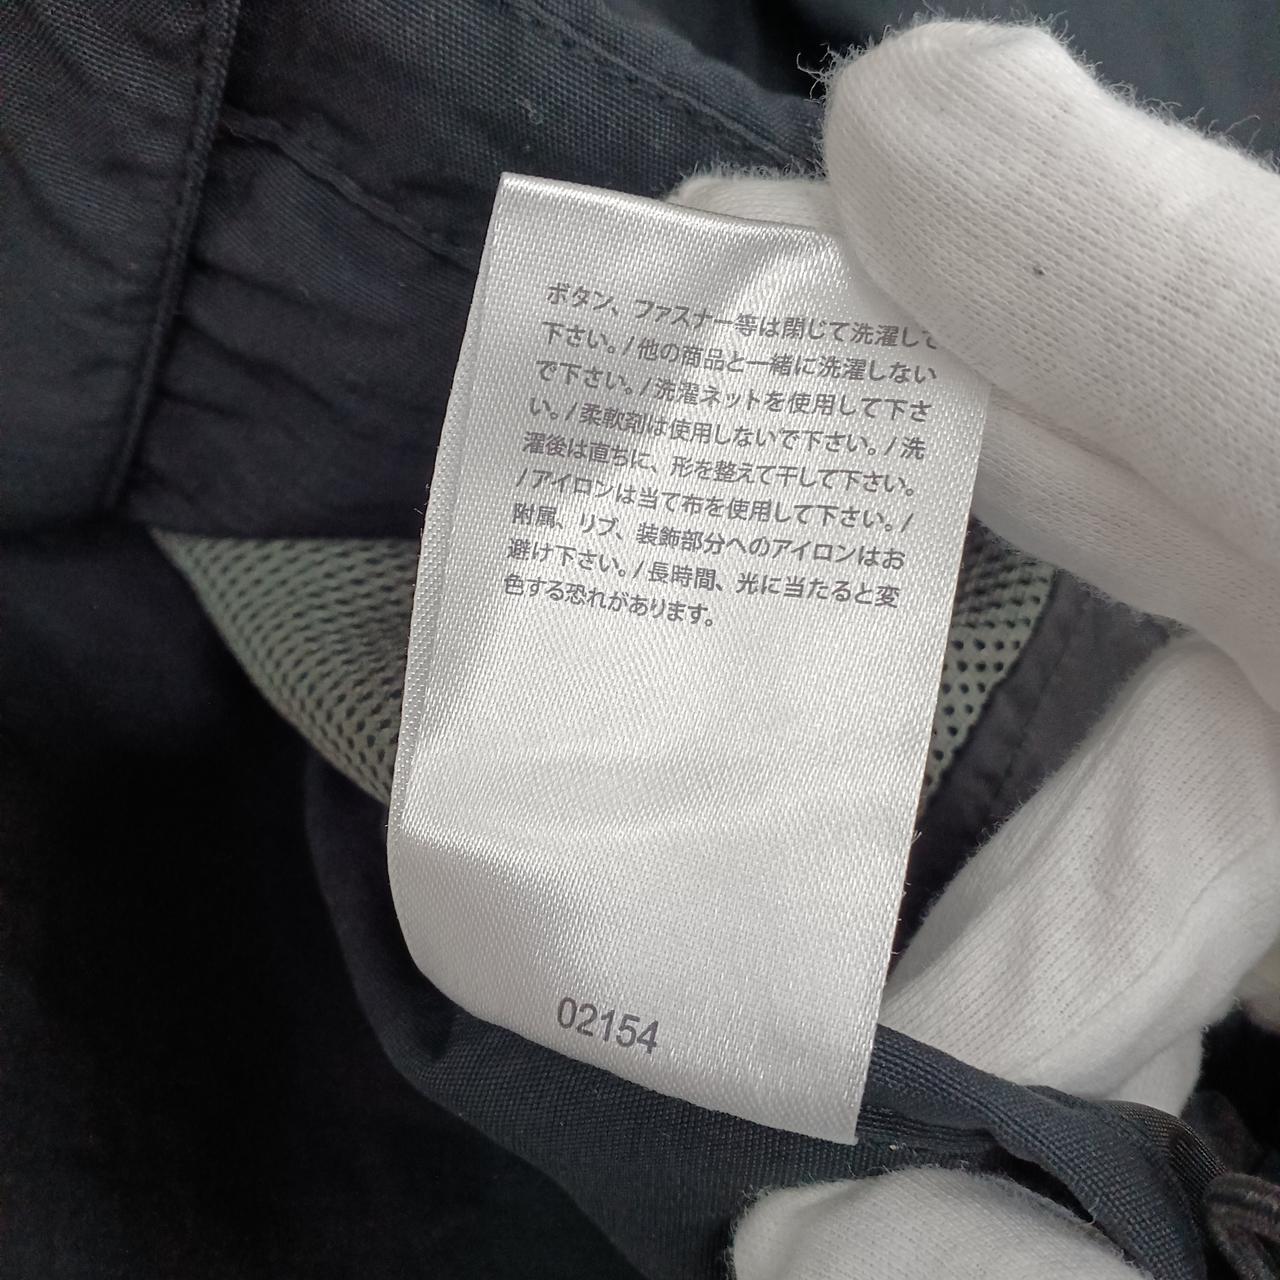 ボタン、ファスナー等は閉じて洗濯して
下さい。/他の商品と一緒に洗濯しない
で下さい。/洗濯ネットを使用して下さ
い。/柔軟剤は使用しないで下さい。/洗
濯後は直ちに、形を整えて干して下さい。
/アイロンは当て布を使用して下さい。/
附属、リブ、装飾部分へのアイロンはお
避け下さい。/長時間、光に当たると変
色する恐れがあります。
02154